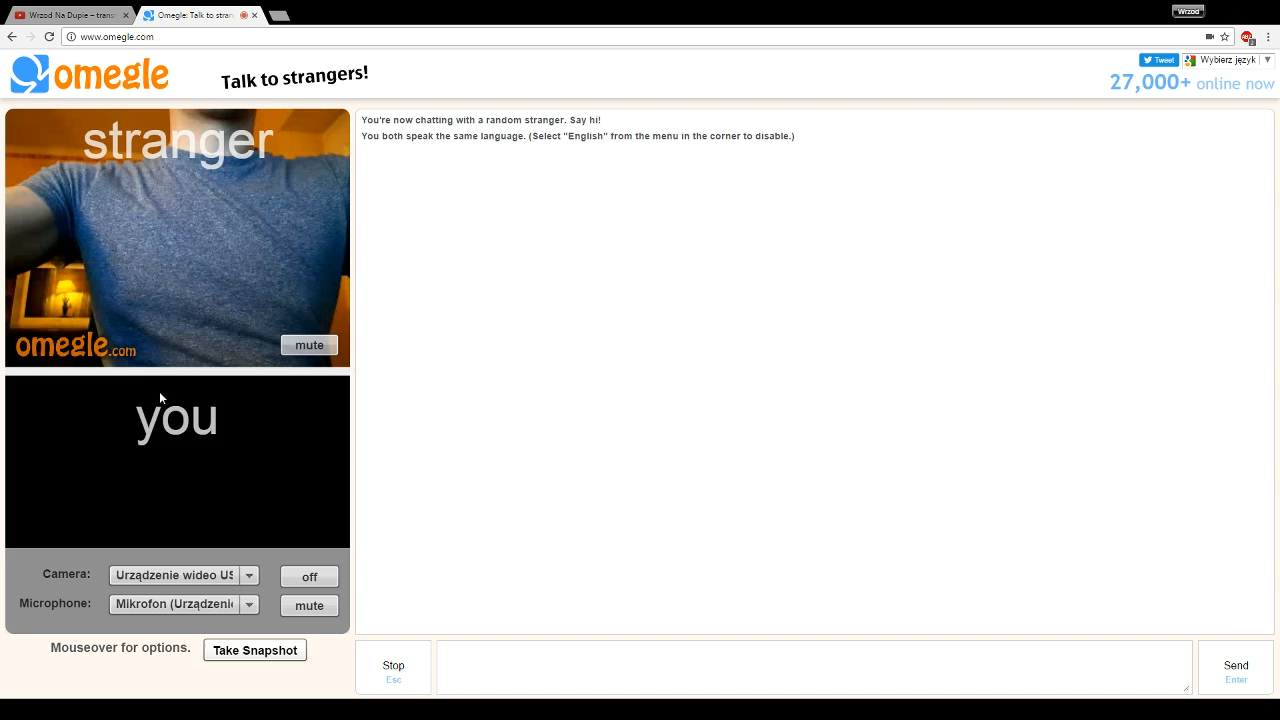 Wrzod Na Dupie – trans
Omegle: Talk to stran
Wrzod
www.omegle.com
omegle
Talk to strangers!
Tweet
Wybierz język
27,000+ online now
stranger
omegle.com
mute
You're now chatting with a random stranger. Say hi!
You both speak the same language. (Select "English" from the menu in the corner to disable.)
you
Camera:
Urządzenie wideo US
off
Microphone:
Mikrofon (Urządzenie
mute
Mouseover for options.
Take Snapshot
Stop
Esc
Send
Enter